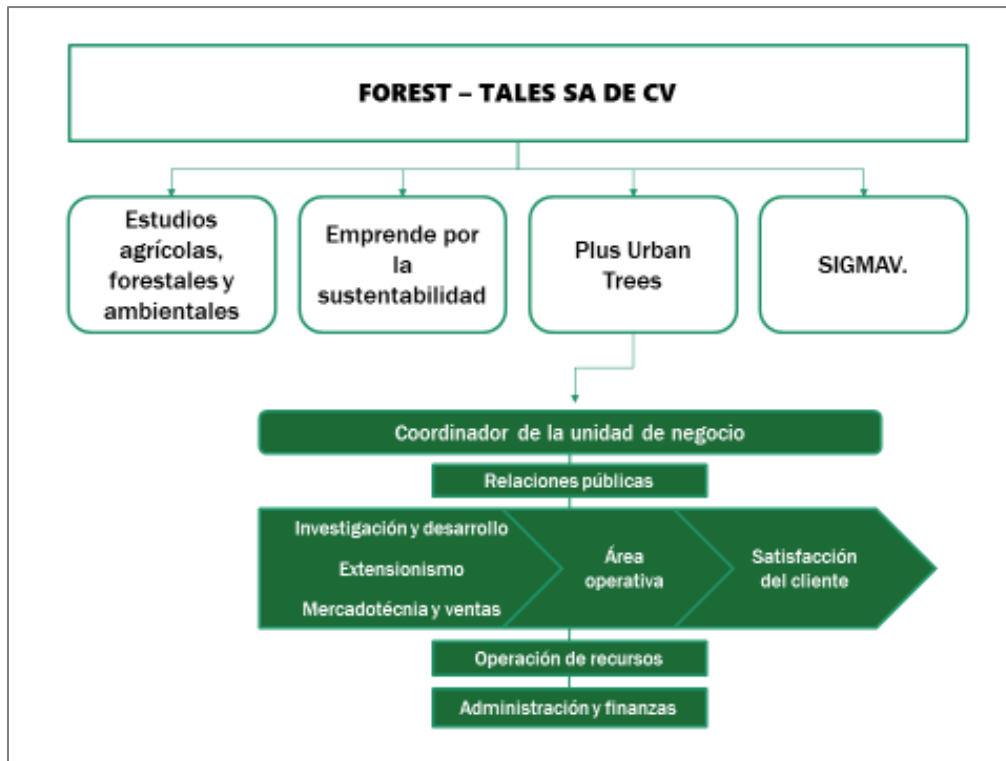 FOREST – TALES SA DE CV
Estudios
agrícolas,
forestales y
ambientales
Emprende por
la
sustentabilidad
Plus Urban
Trees
SIGMAV.
Coordinador de la unidad de negocio
Relaciones públicas
Investigación y desarrollo
Extensionismo
Mercadotécnia y ventas
Área
operativa
Satisfacción
del cliente
Operación de recursos
Administración y finanzas